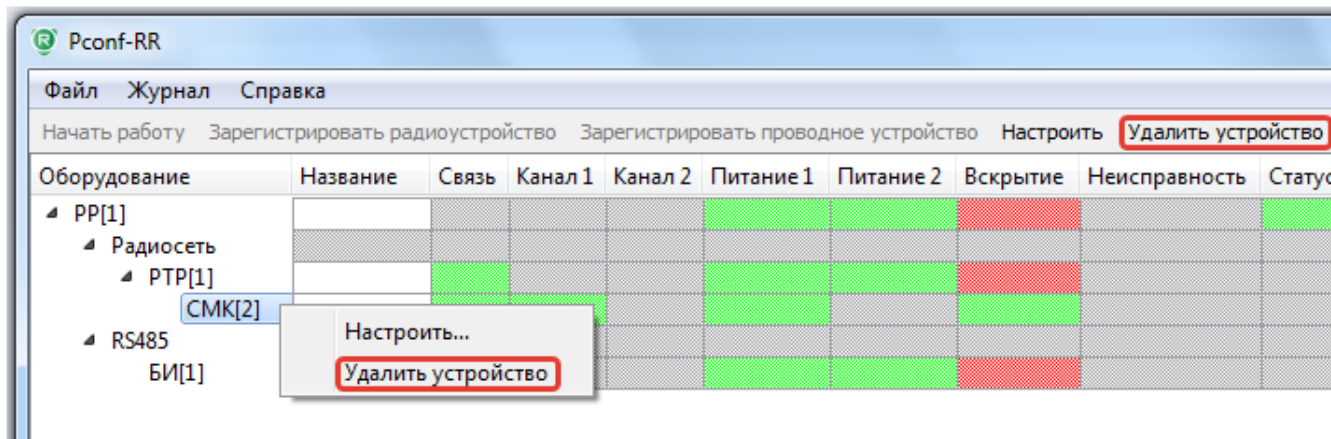 Pconf-RR
Файл Журнал Справка
Начать работу Зарегистрировать радиоустройство Зарегистрировать проводное устройство Настроить Удалить устройство
Оборудование Название Связь Канал 1 Канал 2 Питание 1 Питание 2 Вскрытие Неисправность Статус
РР[1]
Радиосеть
РТР[1]
СМК[2]
Настроить...
RS485
Удалить устройство
БИ[1]